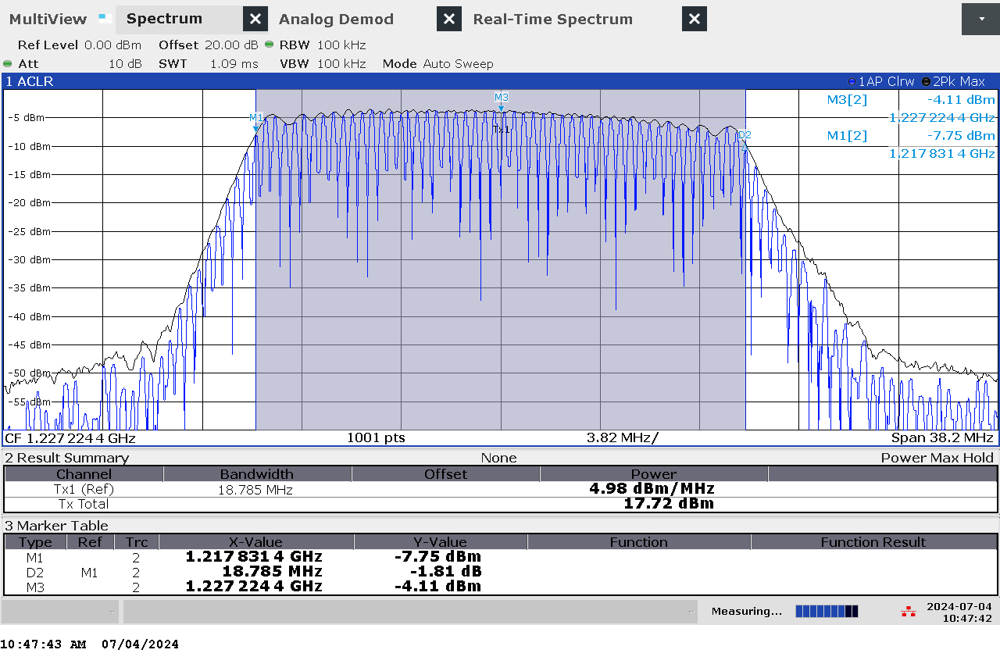 MultiView Spectrum Analog Demod Real-Time Spectrum
Ref Level 0.00 dBm Offset 20.00 dB RBW 100 kHz
Att 10 dB SWT 1.09 ms VBW 100 kHz Mode Auto Sweep
1 ACLR 1AP Clrw 2Pk Max
M3[2] -4.11 dBm
1.227 224 4 GHz
M1[2] -7.75 dBm
1.217 831 4 GHz
M3
M1
Tx1
D2
-5 dBm
-10 dBm
-15 dBm
-20 dBm
-25 dBm
-30 dBm
-35 dBm
-40 dBm
-45 dBm
-50 dBm
-55 dBm
CF 1.227 224 4 GHz 1001 pts 3.82 MHz/ Span 38.2 MHz
2 Result Summary None Power Max Hold
Channel Bandwidth Offset Power
Tx1 (Ref) 18.785 MHz 4.98 dBm/MHz
Tx Total 17.72 dBm
3 Marker Table
Type Ref Trc X-Value Y-Value Function Function Result
M1 2 1.217 831 4 GHz -7.75 dBm
D2 M1 2 18.785 MHz -1.81 dB
M3 2 1.227 224 4 GHz -4.11 dBm
Measuring... 2024-07-04
10:47:42
10:47:43 AM 07/04/2024